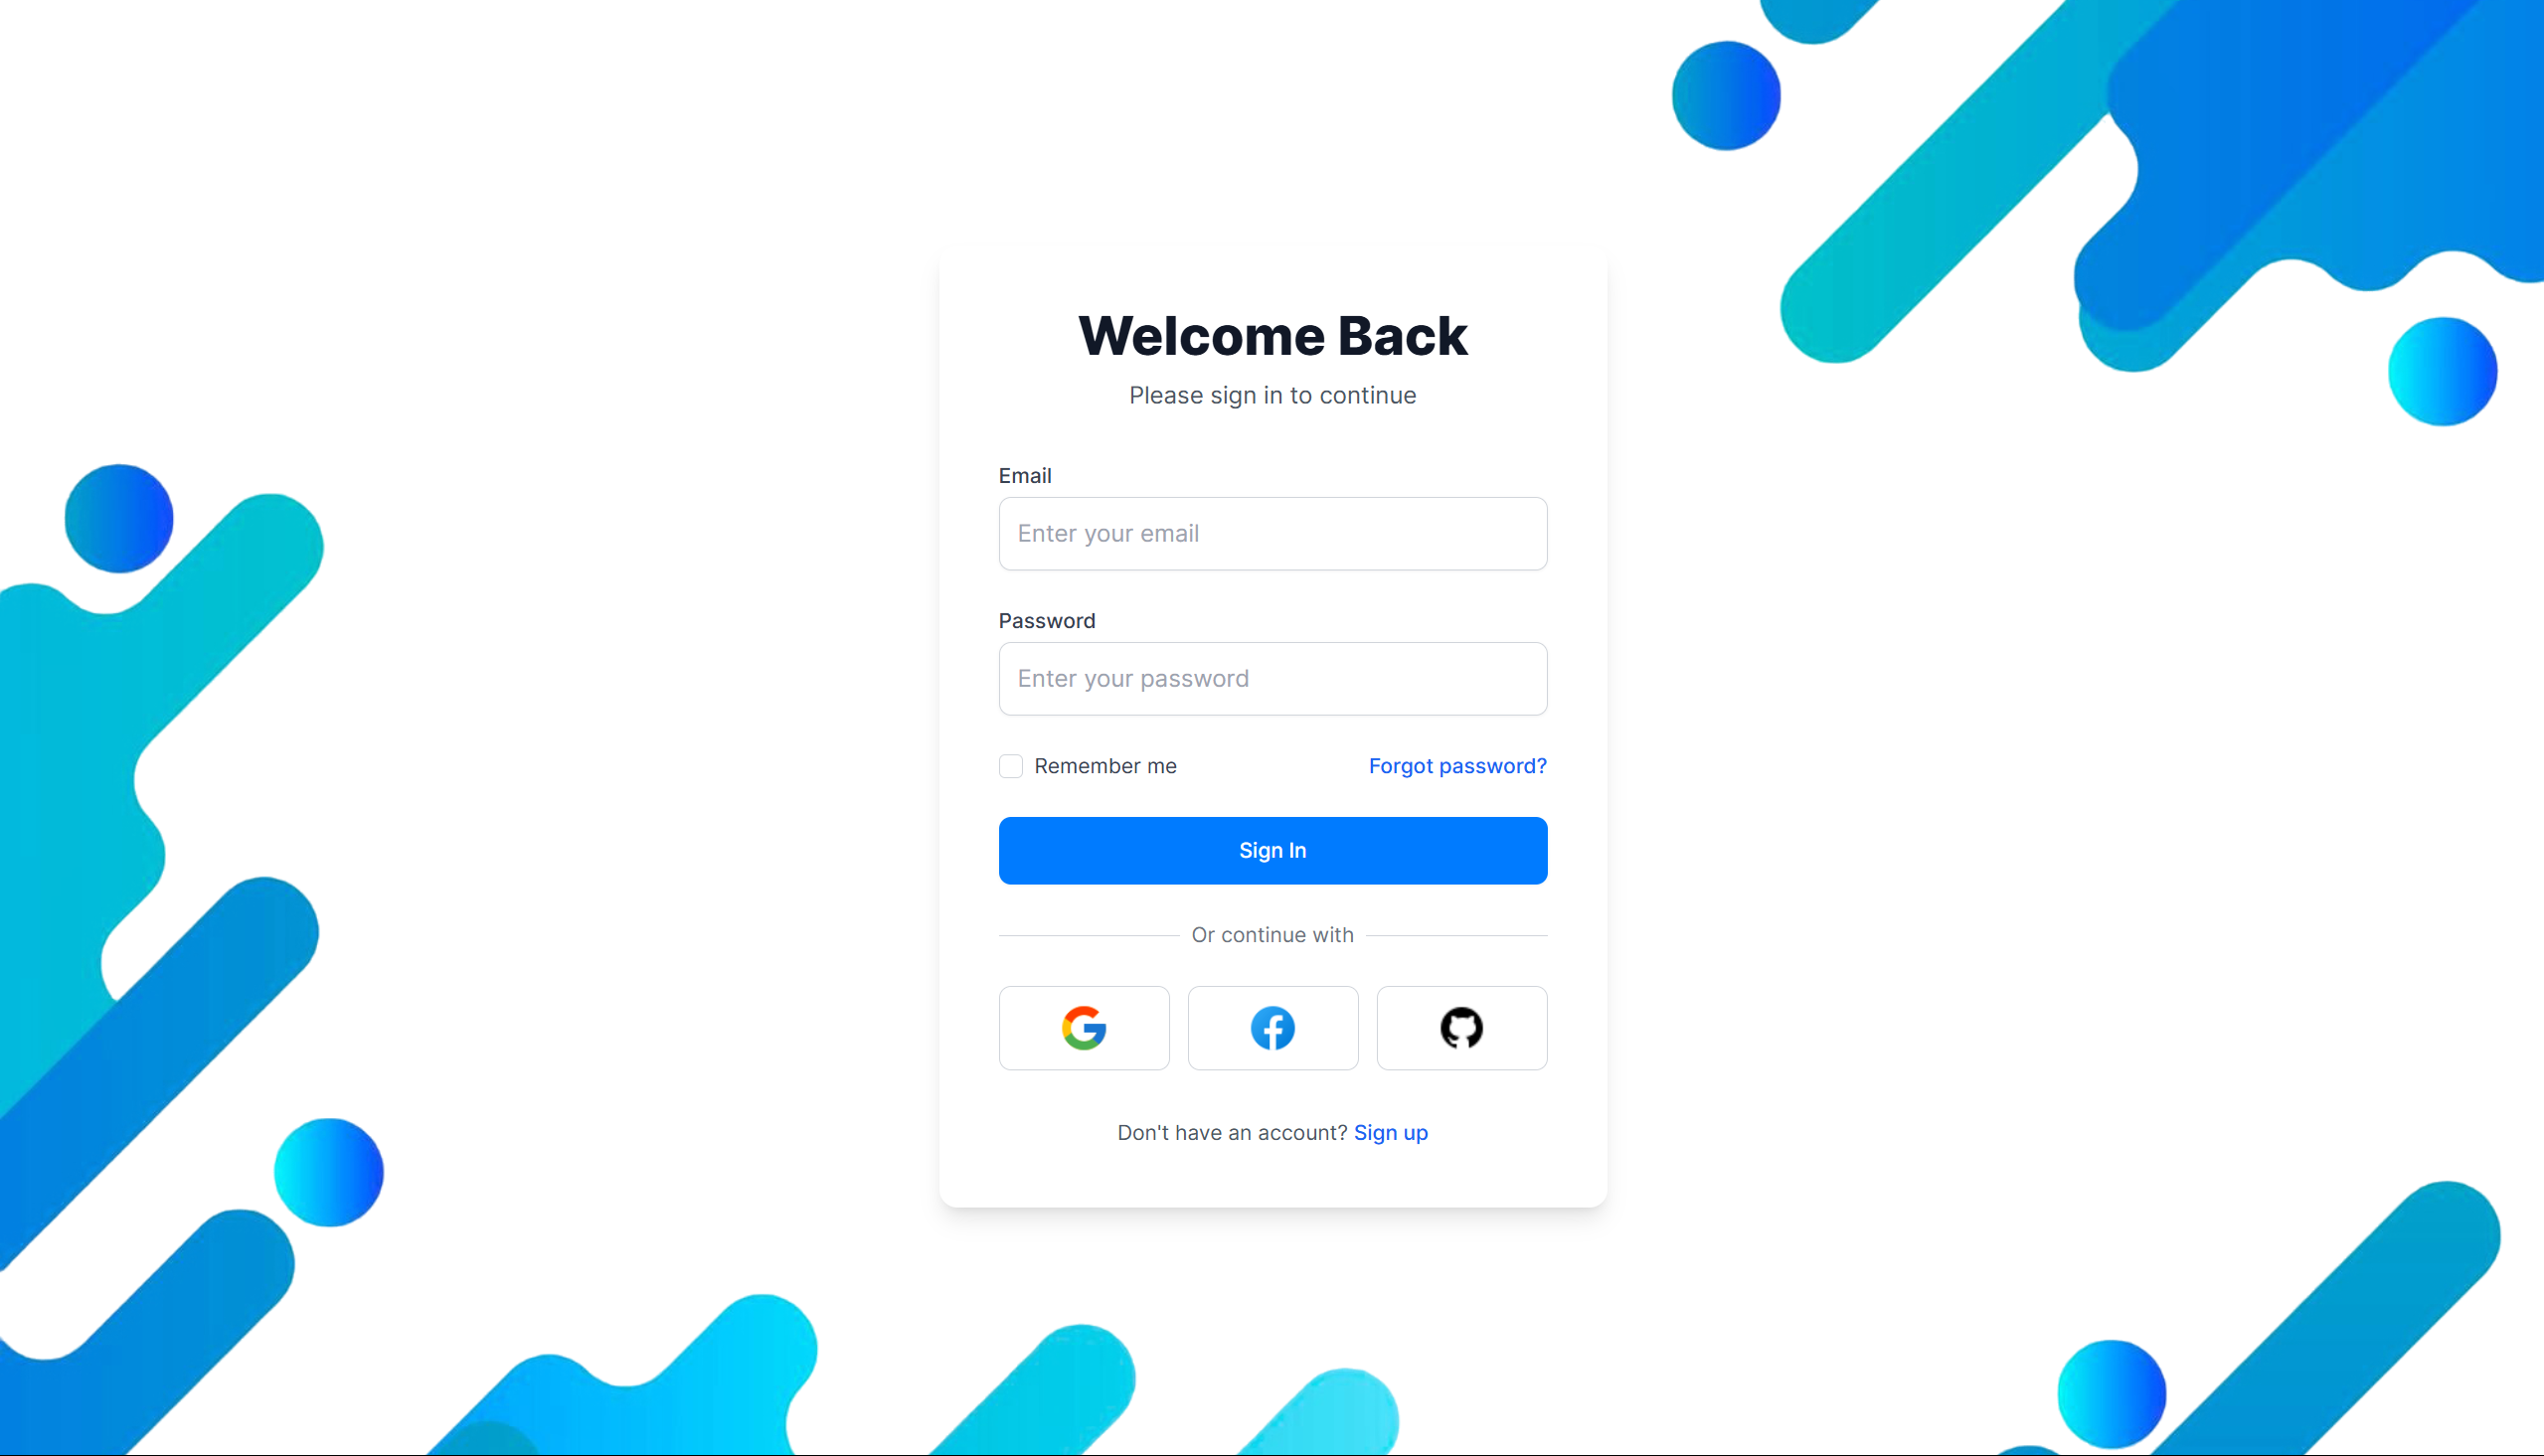 Welcome Back
Please sign in to continue
Email
Enter your email
Password
Enter your password
Remember me Forgot password?
Sign In
Or continue with
Don't have an account? Sign up